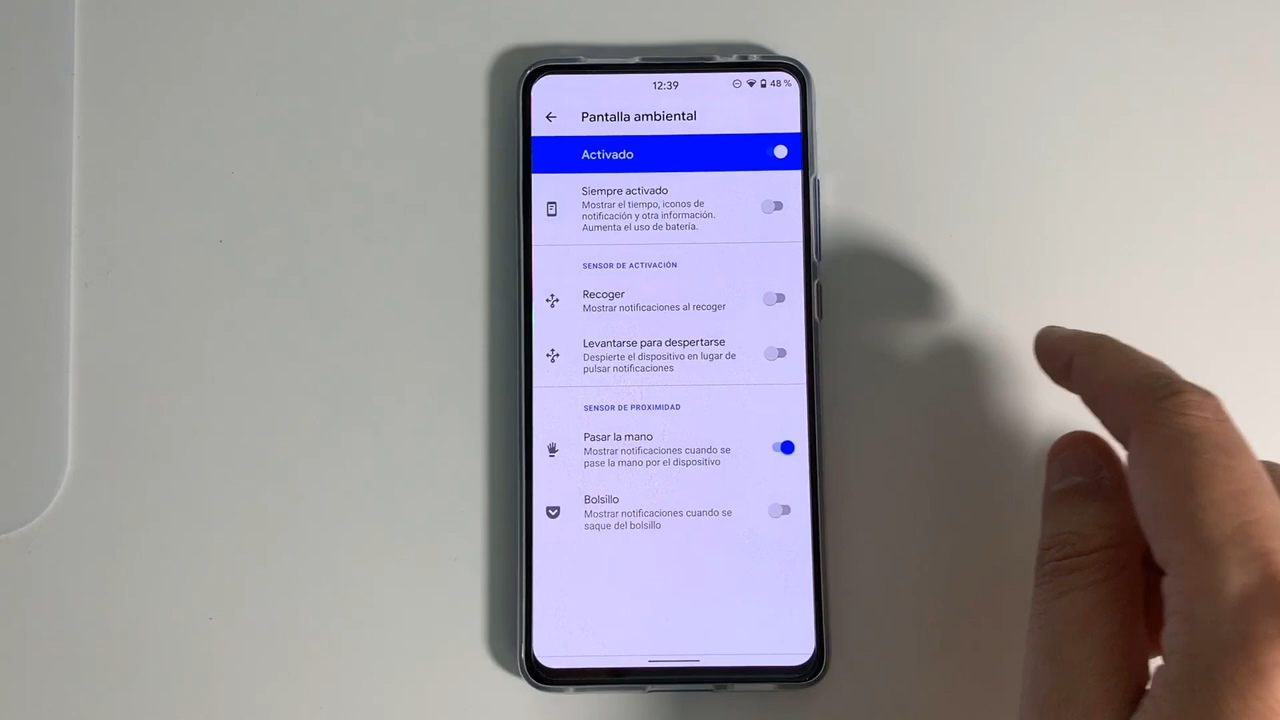 12:39
48 %
Pantalla ambiental
Activado
Siempre activado
Mostrar el tiempo, iconos de
notificación y otra información.
Aumenta el uso de batería.
SENSOR DE ACTIVACIÓN
Recoger
Mostrar notificaciones al recoger
Levantarse para despertarse
Despierte el dispositivo en lugar de
pulsar notificaciones
SENSOR DE PROXIMIDAD
Pasar la mano
Mostrar notificaciones cuando se
pase la mano por el dispositivo
Bolsillo
Mostrar notificaciones cuando se
saque del bolsillo